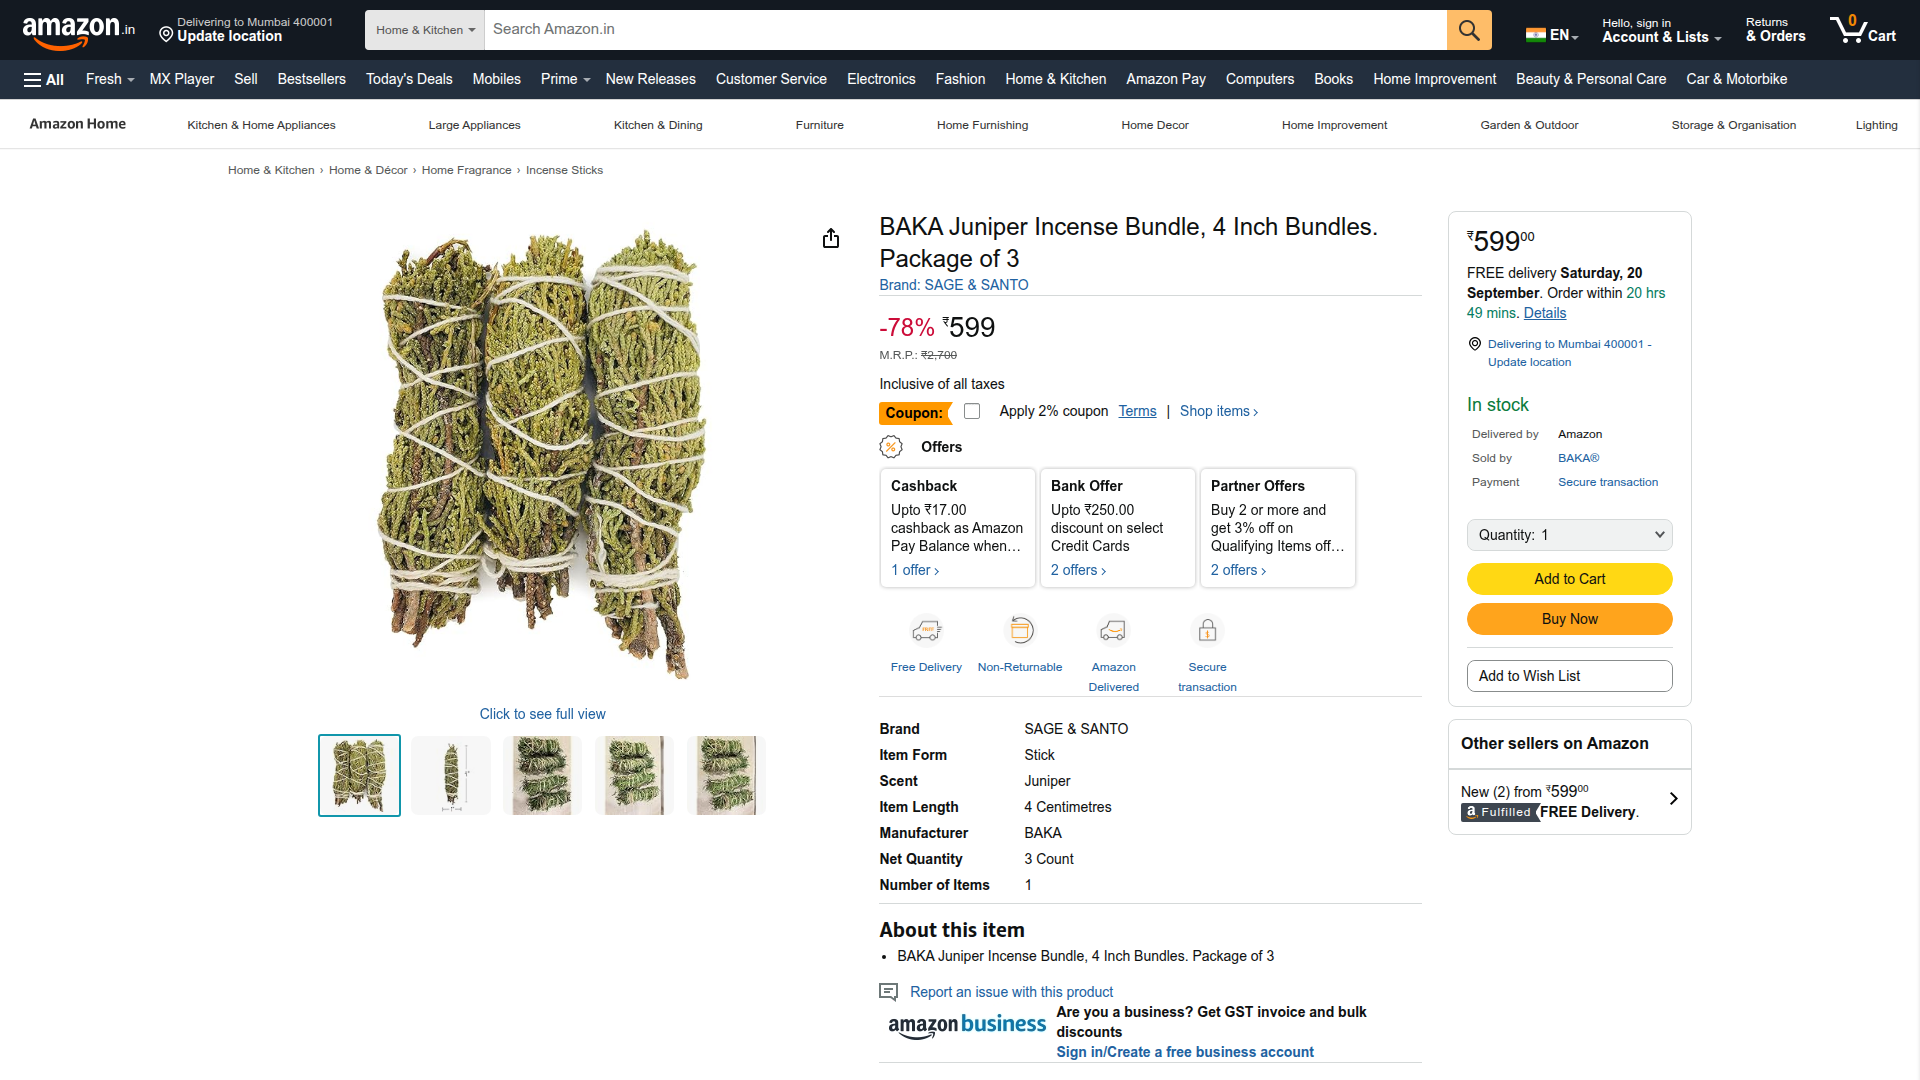 amazon.in
Delivering to Mumbai 400001
Update location
Home & Kitchen
Search Amazon.in
EN
Hello, sign in
Account & Lists
Returns
& Orders
0
Cart
All
Fresh
MX Player
Sell
Bestsellers
Today's Deals
Mobiles
Prime
New Releases
Customer Service
Electronics
Fashion
Home & Kitchen
Amazon Pay
Computers
Books
Home Improvement
Beauty & Personal Care
Car & Motorbike
Amazon Home
Kitchen & Home Appliances
Large Appliances
Kitchen & Dining
Furniture
Home Furnishing
Home Decor
Home Improvement
Garden & Outdoor
Storage & Organisation
Lighting
Home & Kitchen › Home & Décor › Home Fragrance › Incense Sticks
Click to see full view
BAKA Juniper Incense Bundle, 4 Inch Bundles.
Package of 3
Brand: SAGE & SANTO
-78% ₹599
M.R.P.: ₹2,700
Inclusive of all taxes
Coupon: Apply 2% coupon Terms | Shop items ›
Offers
Cashback
Upto ₹17.00
cashback as Amazon
Pay Balance when…
1 offer ›
Bank Offer
Upto ₹250.00
discount on select
Credit Cards
2 offers ›
Partner Offers
Buy 2 or more and
get 3% off on
Qualifying Items off…
2 offers ›
Free Delivery
Non-Returnable
Amazon
Delivered
Secure
transaction
Brand SAGE & SANTO
Item Form Stick
Scent Juniper
Item Length 4 Centimetres
Manufacturer BAKA
Net Quantity 3 Count
Number of Items 1
About this item
• BAKA Juniper Incense Bundle, 4 Inch Bundles. Package of 3
Report an issue with this product
amazon business
Are you a business? Get GST invoice and bulk
discounts
Sign in/Create a free business account
₹59900
FREE delivery Saturday, 20
September. Order within 20 hrs
49 mins. Details
Delivering to Mumbai 400001 -
Update location
In stock
Delivered by Amazon
Sold by BAKA®
Payment Secure transaction
Quantity: 1
Add to Cart
Buy Now
Add to Wish List
Other sellers on Amazon
New (2) from ₹59900
a Fulfilled FREE Delivery.